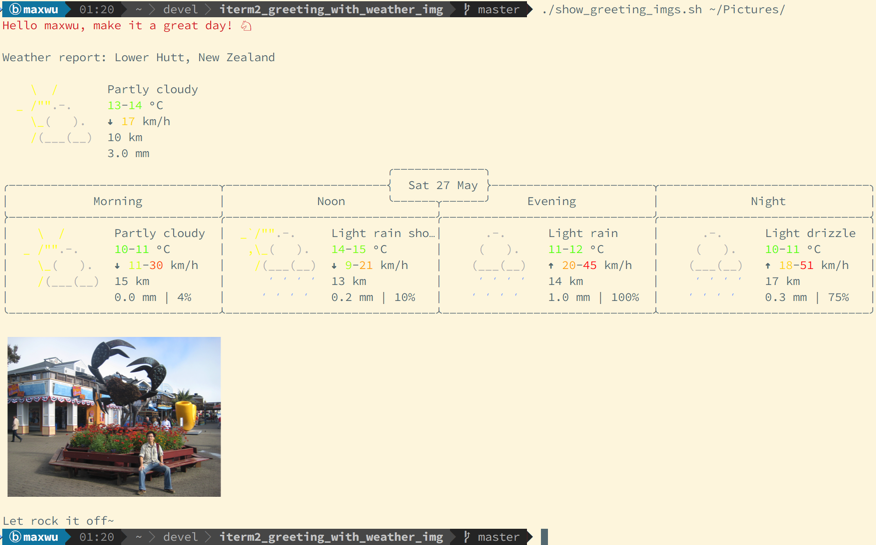 ⓑ maxwu 01:20 ~ devel iterm2_greeting_with_weather_img master ./show_greeting_imgs.sh ~/Pictures/
Hello maxwu, make it a great day! ♘
Weather report: Lower Hutt, New Zealand
Partly cloudy
13-14 °C
↓ 17 km/h
10 km
3.0 mm
Sat 27 May
Morning Noon Evening Night
Partly cloudy Light rain sho… Light rain Light drizzle
10-11 °C 14-15 °C 11-12 °C 10-11 °C
↓ 11-30 km/h ↓ 9-21 km/h ↑ 20-45 km/h ↑ 18-51 km/h
15 km 13 km 14 km 17 km
0.0 mm | 4% 0.2 mm | 10% 1.0 mm | 100% 0.3 mm | 75%
Let rock it off~
ⓑ maxwu 01:20 ~ devel iterm2_greeting_with_weather_img master